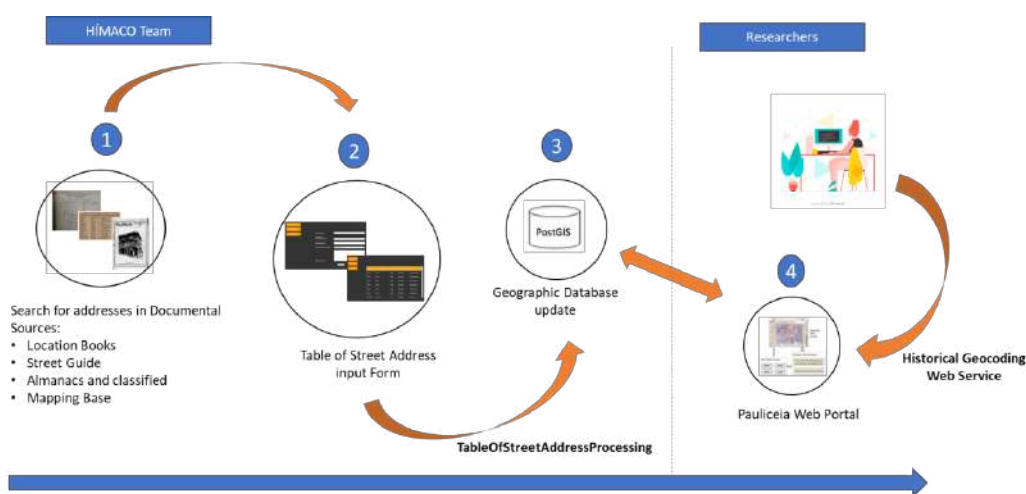 HÍMACO Team
Researchers
1
2
3
PostGIS
4
Search for addresses in Documental
Sources:
• Location Books
• Street Guide
• Almanacs and classified
• Mapping Base
Table of Street Address
input Form
Geographic Database
update
TableOfStreetAddressProcessing
Pauliceia Web Portal
Historical Geocoding
Web Service